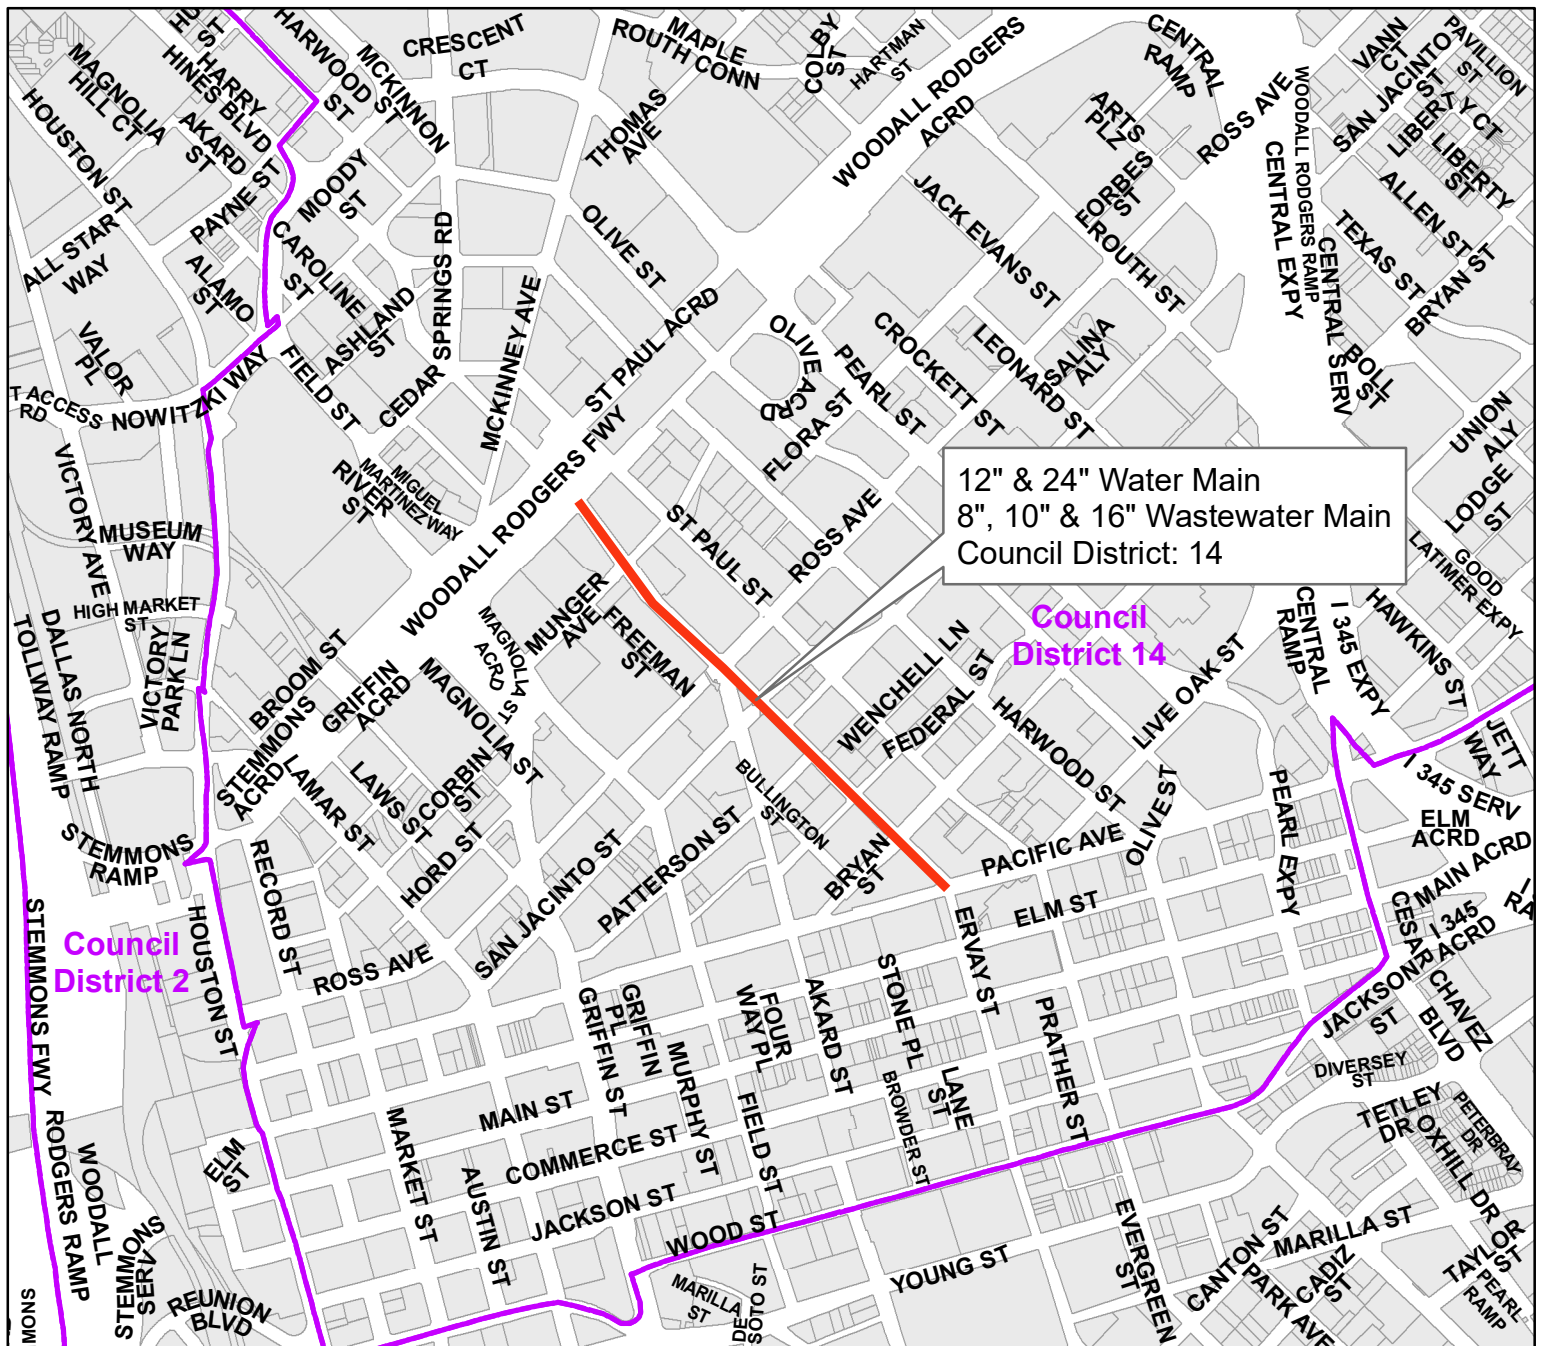 HARRY
HINES BLVD
HARWOOD ST
MCKINNON
ST
CRESCENT
CT
MAPLE
ROUTH CONN
COLBY
ST
HARTMAN
ST
WOODALL RODGERS
ACRD
CENTRAL
RAMP
ROSS AVE
VANN
CT
PAVILLION
ST
SAN JACINTO
ST
LIBERTY CT
LIBERTY
ST
MAGNOLIA
HILL CT
HOUSTON ST
AKARD
ST
THOMAS
AVE
ARTS
PLZ
FORBES
ST
WOODALL RODGERS RAMP
CENTRAL EXPY
CENTRAL SERV
ALLEN ST
TEXAS ST
BRYAN ST
PAYNE ST
MOODY
ST
ALL STAR
WAY
CAROLINE
ST
ALAMO
ST
OLIVE ST
JACK EVANS ST
ROUTH ST
CEDAR SPRINGS RD
ASHLAND
ST
MCKINNEY AVE
ST PAUL ACRD
OLIVE ACRD
CROCKETT ST
LEONARD ST
SALINA
ALY
BOLL
ST
VALOR
PL
FIELD ST
PEARL ST
FLORA ST
T ACCESS
RD
NOWITZKI WAY
UNION
ALY
LODGE
ST
VICTORY AVE
RIVER
ST
MIGUEL
MARTINEZ WAY
WOODALL RODGERS FWY
12" & 24" Water Main
8", 10" & 16" Wastewater Main
Council District: 14
ST PAUL ST
ROSS AVE
GOOD
LATIMER EXPY
MUSEUM
WAY
HIGH MARKET
ST
VICTORY
PARK LN
DALLAS NORTH
TOLLWAY RAMP
MUNGER
AVE
FREEMAN
ST
MAGNOLIA ST
ACRD
Council
District 14
CENTRAL
RAMP
I 345 EXPY
HAWKINS ST
BROOM ST
GRIFFIN
ACRD
MAGNOLIA ST
WENCHELL LN
FEDERAL ST
HARWOOD ST
LIVE OAK ST
JETT
WAY
STEMMONS
ACRD
LAMAR ST
LAWS ST
CORBIN
ST
HORD ST
BULLINGTON
ST
PATTERSON ST
BRYAN
ST
PACIFIC AVE
OLIVE ST
PEARL EXPY
I 345 SERV
ELM
ACRD
MAIN ACRD
I 345
ACRD
STEMMONS
RAMP
RECORD ST
SAN JACINTO ST
ELM ST
ERVAY ST
CESAR CHAVEZ
BLVD
Council
District 2
STEMMONS FWY
HOUSTON ST
ROSS AVE
GRIFFIN ST
GRIFFIN
PL
FOUR
WAY PL
AKARD ST
STONE PL
JACKSON
ST
DIVERSEY
ST
MURPHY ST
BROWDER ST
LANE
ST
PRATHER ST
MAIN ST
MARKET ST
COMMERCE ST
FIELD ST
TETLEY
DR
OXHILL DR
PETERBRAY
DR
WOODALL
RODGERS RAMP
ELM
ST
AUSTIN ST
JACKSON ST
WOOD ST
YOUNG ST
EVERGREEN
ST
CANTON ST
MARILLA ST
CADIZ
ST
PARK AVE
TAYLOR
ST
PEARL
RAMP
STEMMONS
SERV
REUNION
BLVD
MARILLA
ST
DE
SOTO ST
MONS